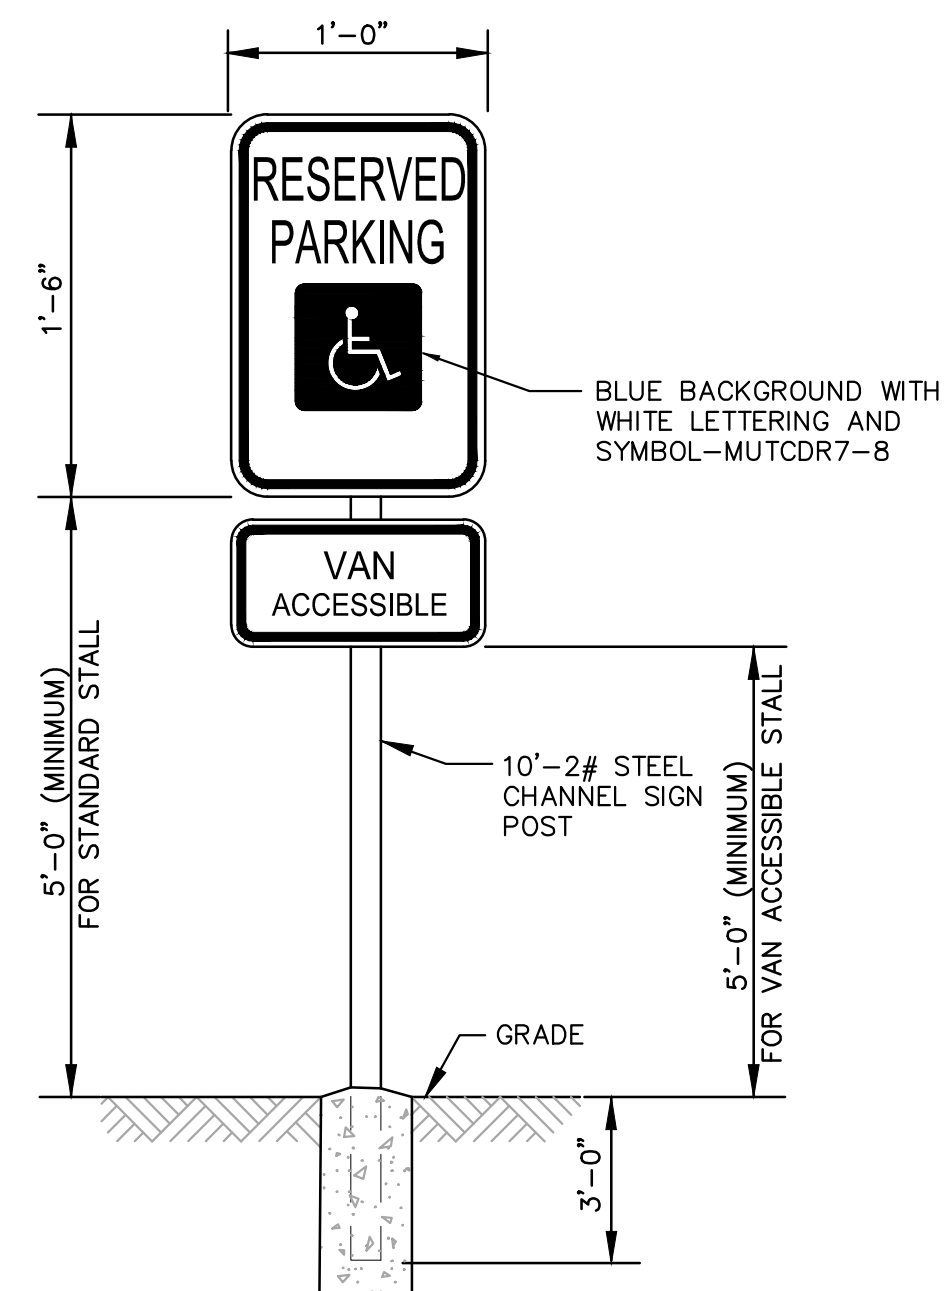 1'-0"
RESERVED
PARKING
1'-6"
BLUE BACKGROUND WITH
WHITE LETTERING AND
SYMBOL-MUTCDR7-8
VAN
ACCESSIBLE
5'-0" (MINIMUM)
FOR STANDARD STALL
10'-2# STEEL
CHANNEL SIGN
POST
5'-0" (MINIMUM)
FOR VAN ACCESSIBLE STALL
GRADE
3'-0"